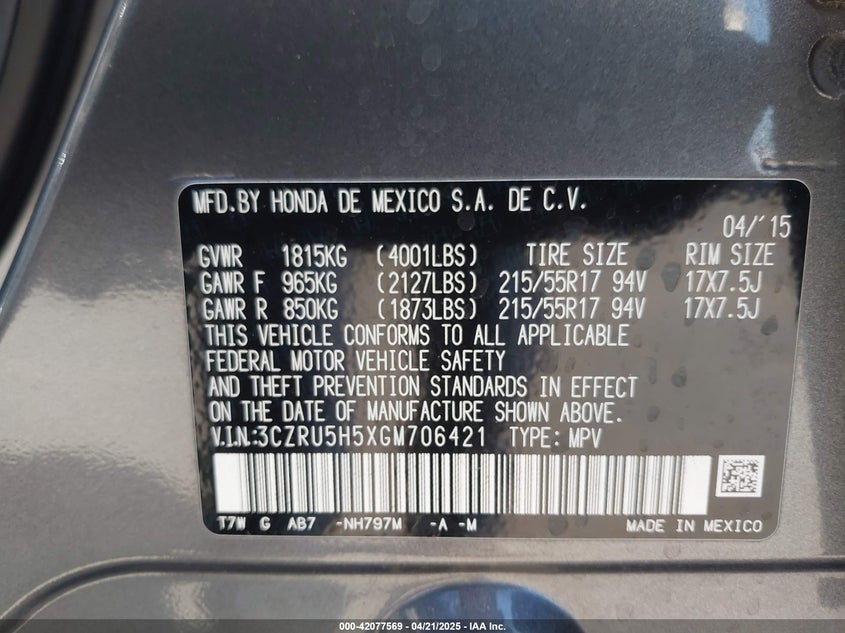 MFD. BY HONDA DE MEXICO S.A. DE C.V.
04/'15
GVWR 1815KG (4001LBS) TIRE SIZE RIM SIZE
GAWR F 965KG (2127LBS) 215/55R17 94V 17X7.5J
GAWR R 850KG (1873LBS) 215/55R17 94V 17X7.5J
THIS VEHICLE CONFORMS TO ALL APPLICABLE
FEDERAL MOTOR VEHICLE SAFETY
AND THEFT PREVENTION STANDARDS IN EFFECT
ON THE DATE OF MANUFACTURE SHOWN ABOVE.
V.I.N.:3CZRU5H5XGM706421 TYPE: MPV
T7W G AB7 -NH797M -A -M MADE IN MEXICO
000-42077569 - 04/21/2025 - IAA Inc.